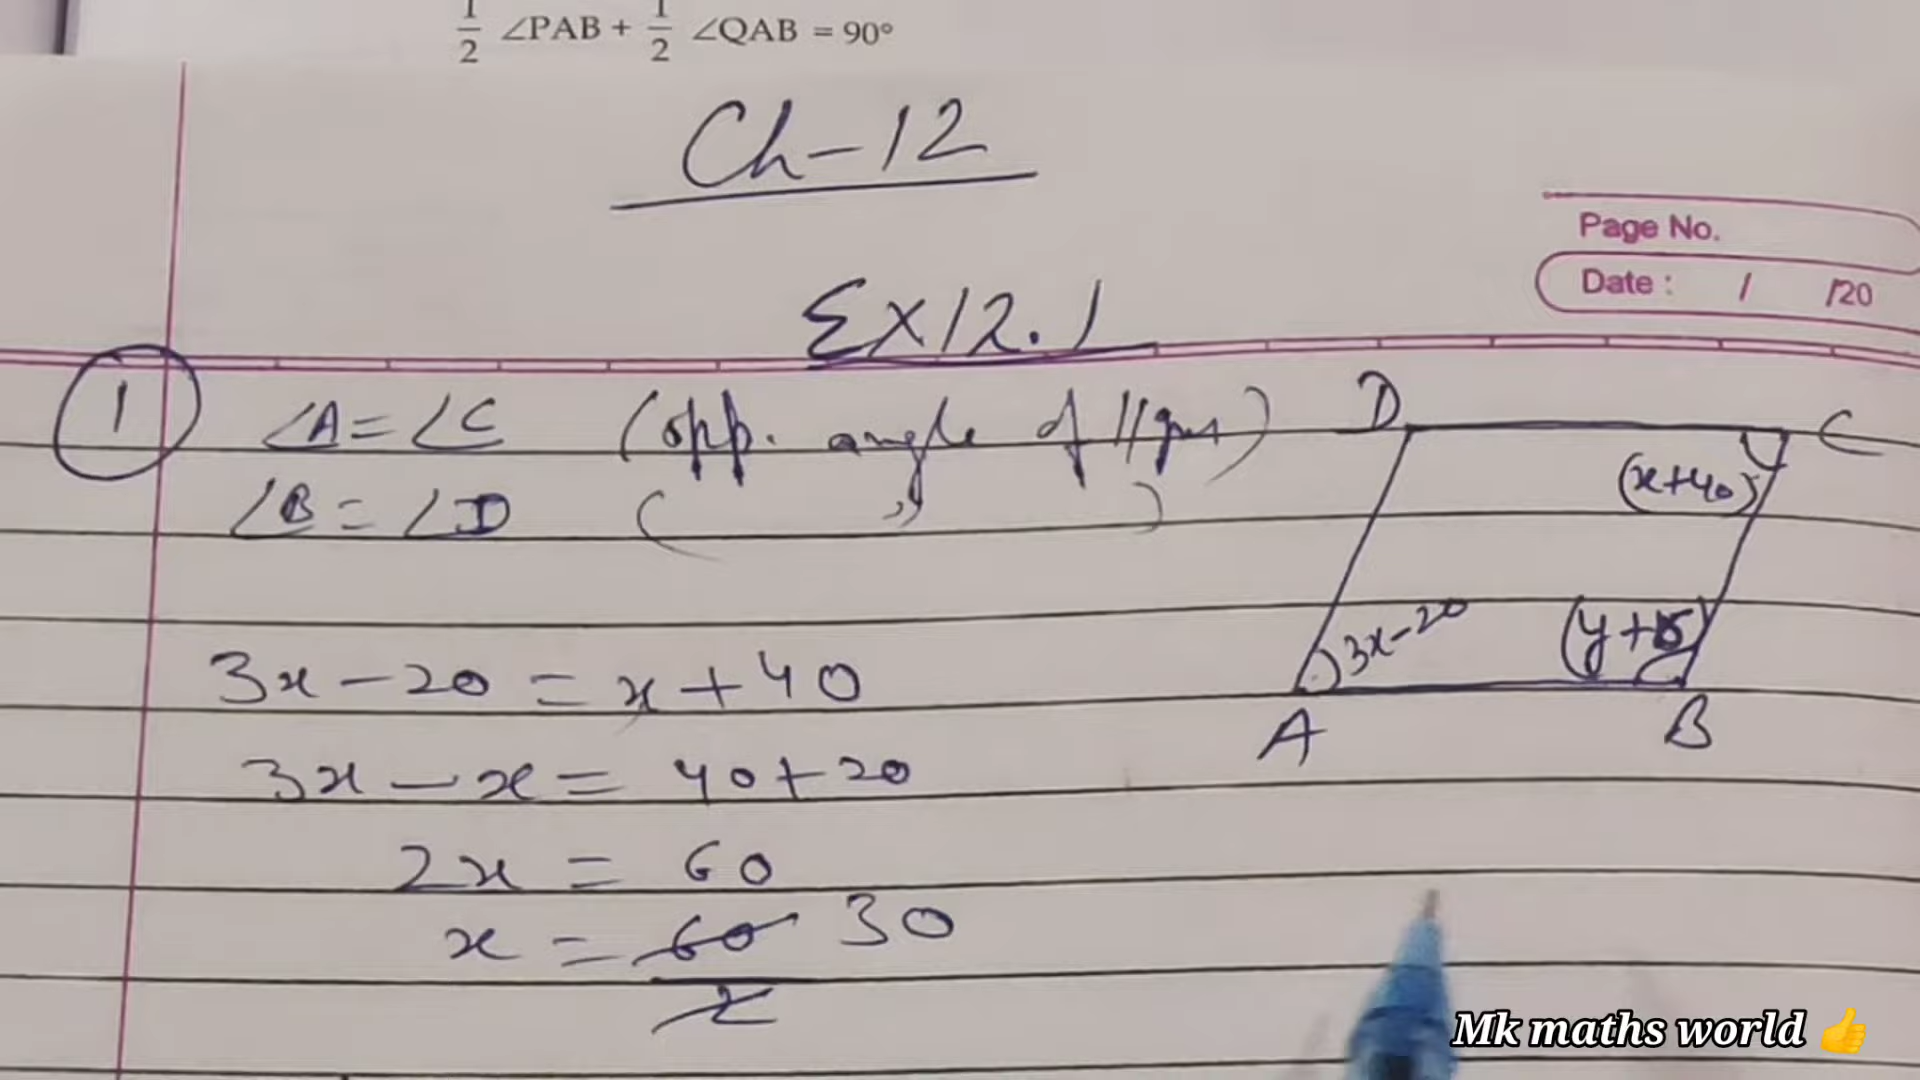 1/2 ∠PAB + 1/2 ∠QAB = 90°
Ch-12
Page No.
Date : / /20
Ex 12.1
1 ∠A = ∠C (opp. angle of ||gm)
∠B = ∠D ( ,, )
3x - 20 = x + 40
3x - x = 40 + 20
2x = 60
x = 60/2 30
D C
(x+40)
3x-20 (y+15)
A B
Mk maths world 👍